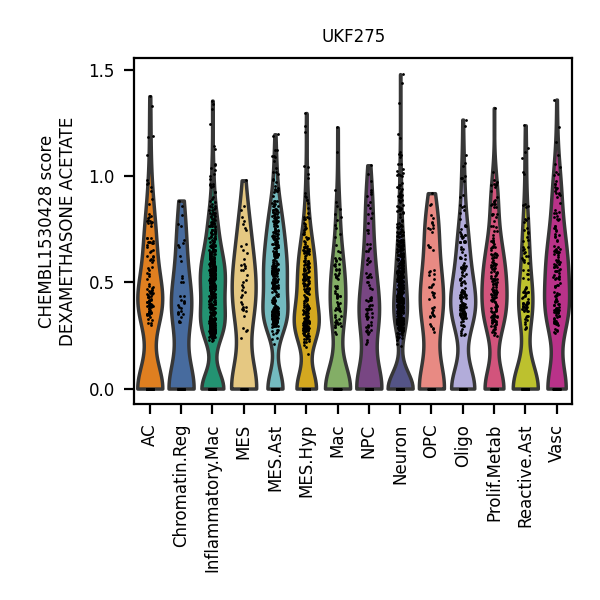 UKF275
CHEMBL1530428 score
DEXAMETHASONE ACETATE
1.5
1.0
0.5
0.0
AC
Chromatin.Reg
Inflammatory.Mac
MES
MES.Ast
MES.Hyp
Mac
NPC
Neuron
OPC
Oligo
Prolif.Metab
Reactive.Ast
Vasc